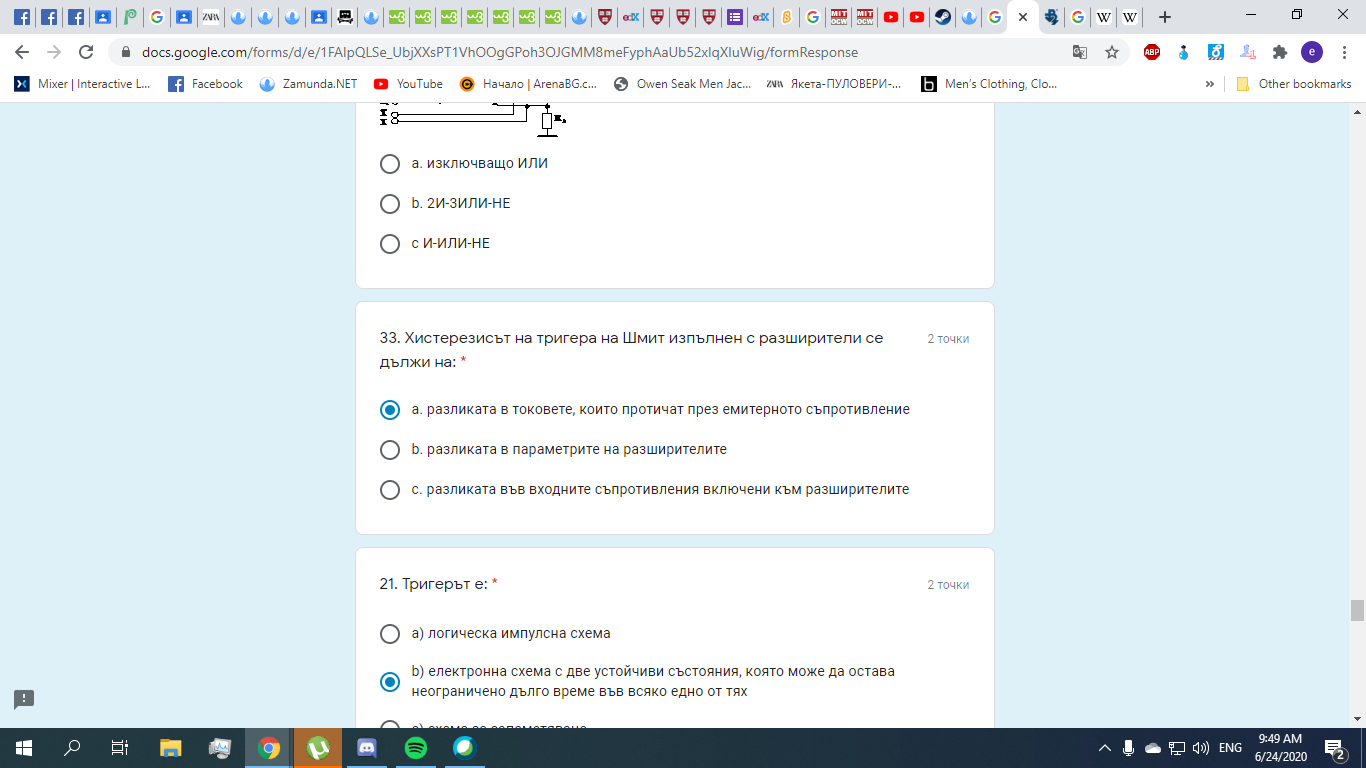 docs.google.com/forms/d/e/1FAIpQLSe_UbjXXsPT1VhOOgGPoh3OJGMM8meFyphAaUb52xIqXluWig/formResponse
Mixer | Interactive L...
Facebook
Zamunda.NET
YouTube
Начало | ArenaBG.c...
Owen Seak Men Jac...
Якета-ПУЛОВЕРИ-...
Men's Clothing, Clo...
»
Other bookmarks
a. изключващо ИЛИ
b. 2И-3ИЛИ-НЕ
c И-ИЛИ-НЕ
33. Хистерезисът на тригера на Шмит изпълнен с разширители се
дължи на: *
2 точки
a. разликата в токовете, които протичат през емитерното съпротивление
b. разликата в параметрите на разширителите
c. разликата във входните съпротивления включени към разширителите
21. Тригерът е: *
2 точки
a) логическа импулсна схема
b) електронна схема с две устойчиви състояния, която може да остава
неограничено дълго време във всяко едно от тях
ENG
9:49 AM
6/24/2020
2